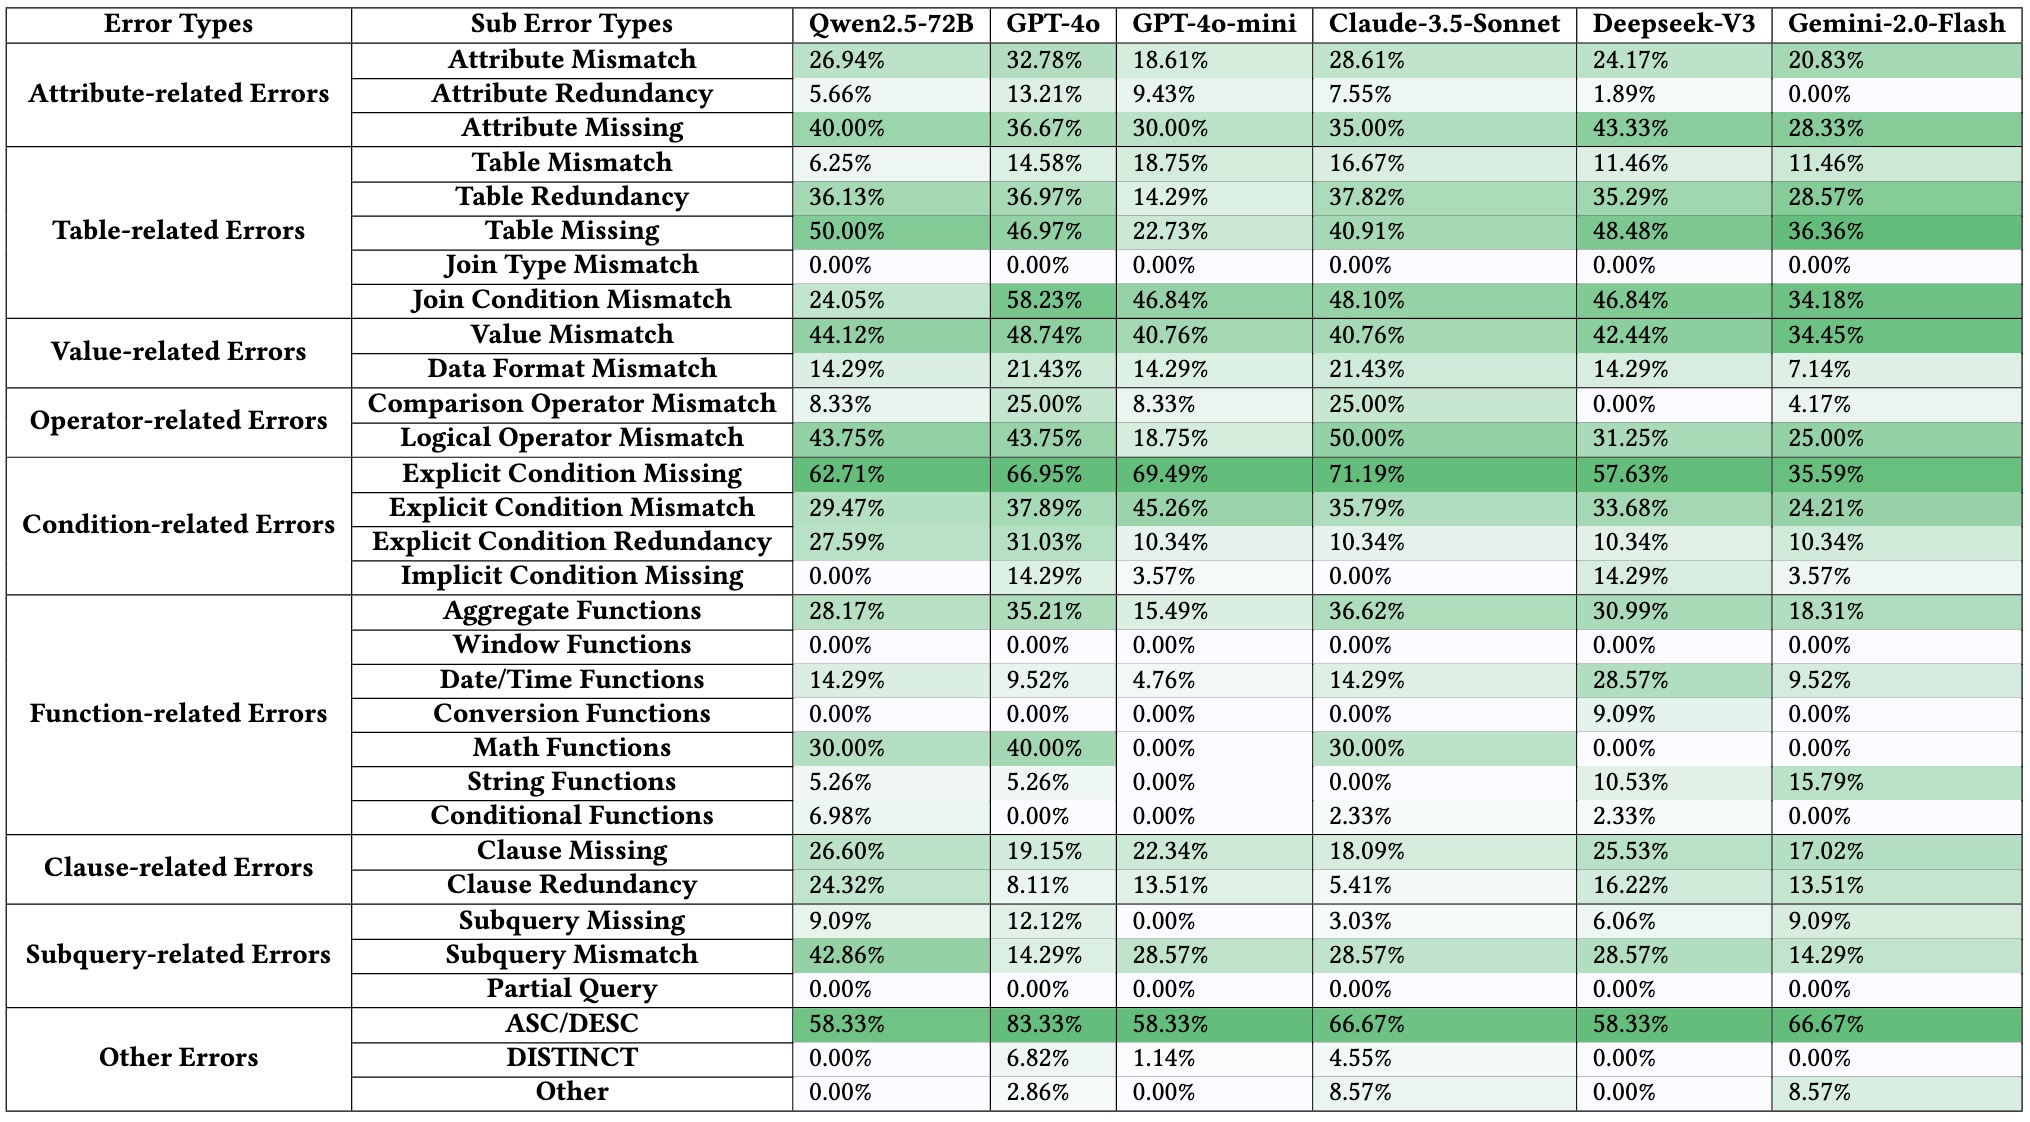 Error Types Sub Error Types Qwen2.5-72B GPT-4o GPT-4o-mini Claude-3.5-Sonnet Deepseek-V3 Gemini-2.0-Flash
Attribute-related Errors Attribute Mismatch 26.94% 32.78% 18.61% 28.61% 24.17% 20.83%
Attribute Redundancy 5.66% 13.21% 9.43% 7.55% 1.89% 0.00%
Attribute Missing 40.00% 36.67% 30.00% 35.00% 43.33% 28.33%
Table-related Errors Table Mismatch 6.25% 14.58% 18.75% 16.67% 11.46% 11.46%
Table Redundancy 36.13% 36.97% 14.29% 37.82% 35.29% 28.57%
Table Missing 50.00% 46.97% 22.73% 40.91% 48.48% 36.36%
Join Type Mismatch 0.00% 0.00% 0.00% 0.00% 0.00% 0.00%
Join Condition Mismatch 24.05% 58.23% 46.84% 48.10% 46.84% 34.18%
Value-related Errors Value Mismatch 44.12% 48.74% 40.76% 40.76% 42.44% 34.45%
Data Format Mismatch 14.29% 21.43% 14.29% 21.43% 14.29% 7.14%
Operator-related Errors Comparison Operator Mismatch 8.33% 25.00% 8.33% 25.00% 0.00% 4.17%
Logical Operator Mismatch 43.75% 43.75% 18.75% 50.00% 31.25% 25.00%
Condition-related Errors Explicit Condition Missing 62.71% 66.95% 69.49% 71.19% 57.63% 35.59%
Explicit Condition Mismatch 29.47% 37.89% 45.26% 35.79% 33.68% 24.21%
Explicit Condition Redundancy 27.59% 31.03% 10.34% 10.34% 10.34% 10.34%
Implicit Condition Missing 0.00% 14.29% 3.57% 0.00% 14.29% 3.57%
Function-related Errors Aggregate Functions 28.17% 35.21% 15.49% 36.62% 30.99% 18.31%
Window Functions 0.00% 0.00% 0.00% 0.00% 0.00% 0.00%
Date/Time Functions 14.29% 9.52% 4.76% 14.29% 28.57% 9.52%
Conversion Functions 0.00% 0.00% 0.00% 0.00% 9.09% 0.00%
Math Functions 30.00% 40.00% 0.00% 30.00% 0.00% 0.00%
String Functions 5.26% 5.26% 0.00% 0.00% 10.53% 15.79%
Conditional Functions 6.98% 0.00% 0.00% 2.33% 2.33% 0.00%
Clause-related Errors Clause Missing 26.60% 19.15% 22.34% 18.09% 25.53% 17.02%
Clause Redundancy 24.32% 8.11% 13.51% 5.41% 16.22% 13.51%
Subquery-related Errors Subquery Missing 9.09% 12.12% 0.00% 3.03% 6.06% 9.09%
Subquery Mismatch 42.86% 14.29% 28.57% 28.57% 28.57% 14.29%
Partial Query 0.00% 0.00% 0.00% 0.00% 0.00% 0.00%
Other Errors ASC/DESC 58.33% 83.33% 58.33% 66.67% 58.33% 66.67%
DISTINCT 0.00% 6.82% 1.14% 4.55% 0.00% 0.00%
Other 0.00% 2.86% 0.00% 8.57% 0.00% 8.57%